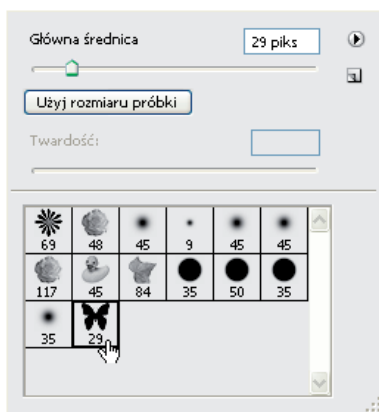 Główna średnica 29 piks
Użyj rozmiaru próbki
Twardość:
69 48 45 9 45 45
117 45 84 35 50 35
35 29